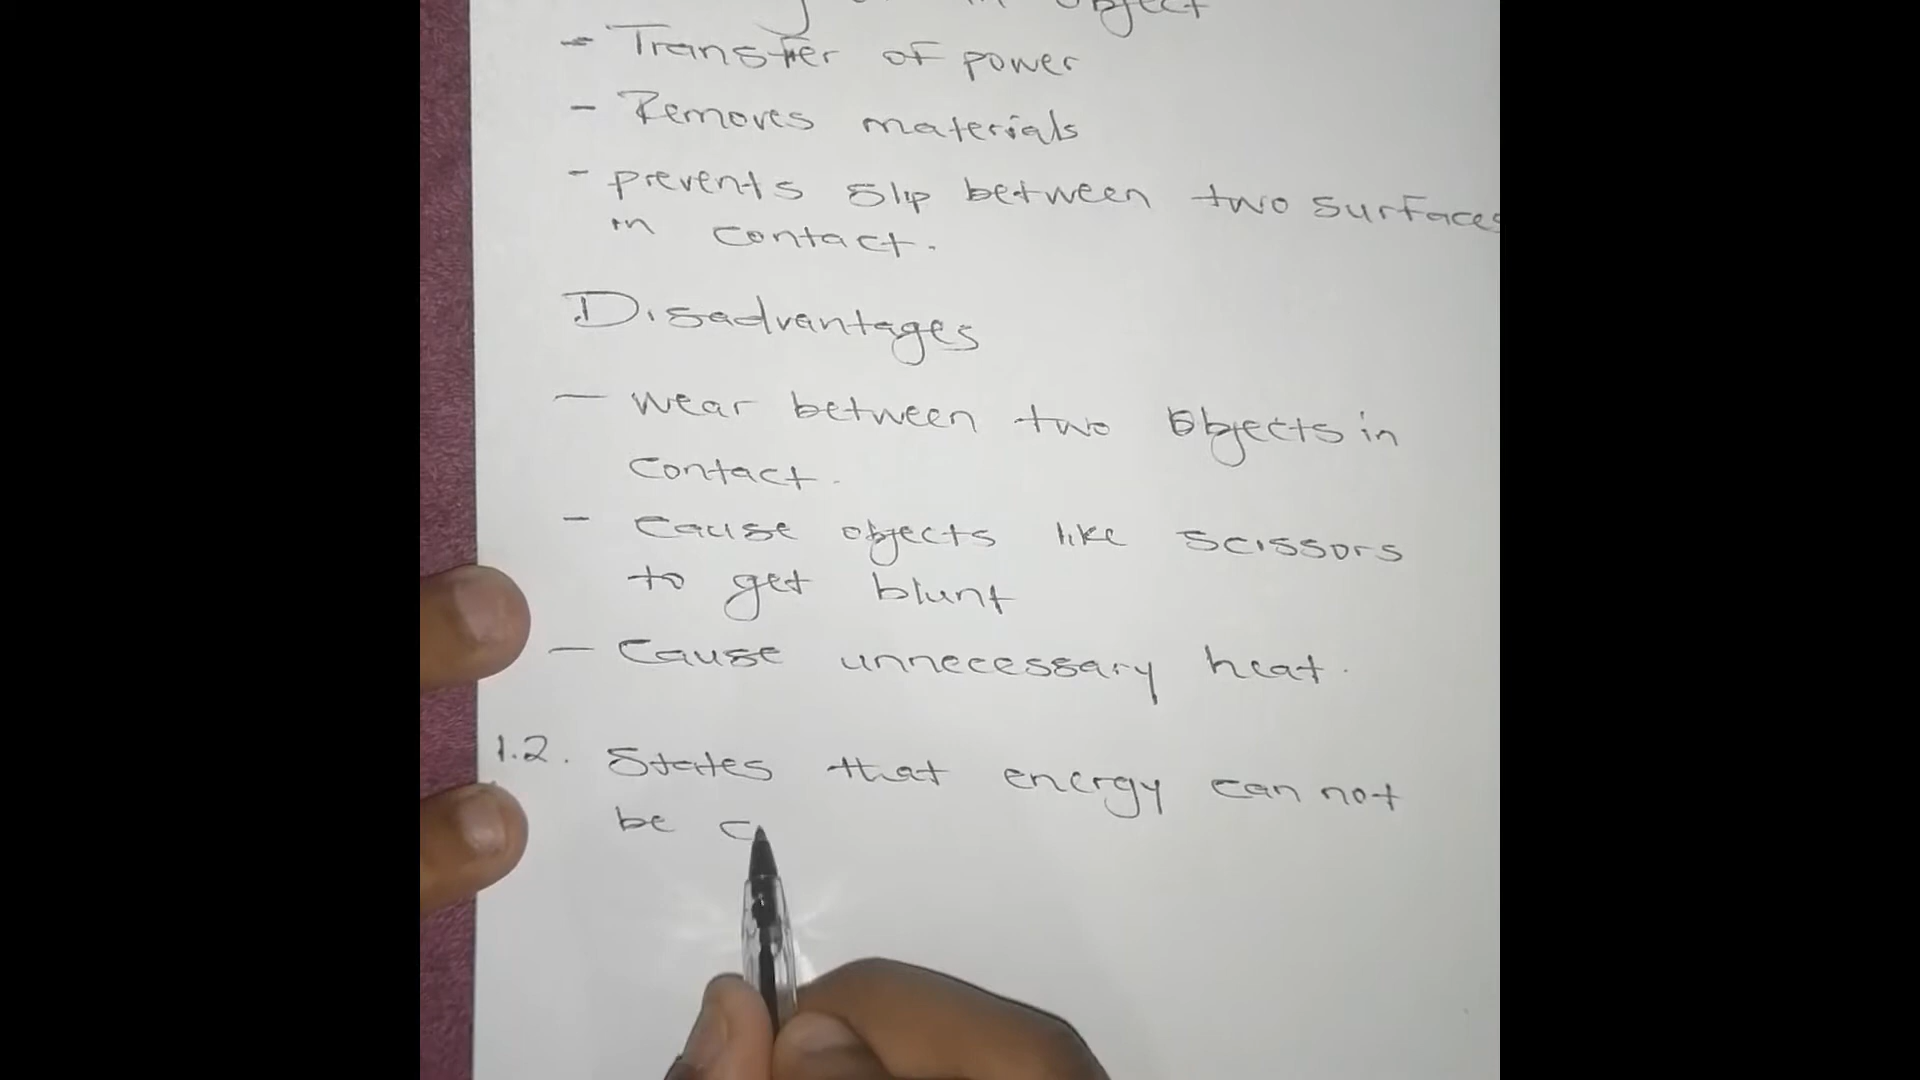 object
- Transfer of power
- Removes materials
- prevents slip between two surfaces
in contact.
Disadvantages
- wear between two objects in
contact.
- cause objects like scissors
to get blunt
- cause unnecessary heat.
1.2. States that energy can not
be c